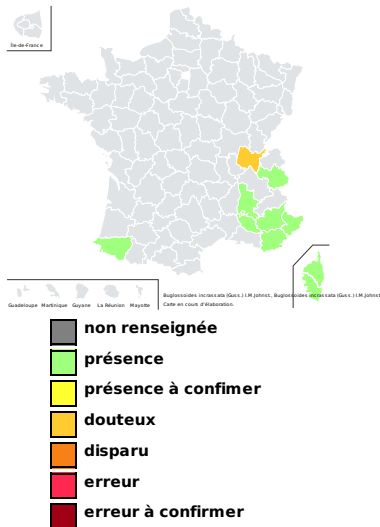 Île-de-France
Guadeloupe Martinique Guyane La Réunion Mayotte
Buglossoides incrassata (Guss.) I.M.Johnst., Buglossoides incrassata (Guss.) I.M.Johnst
Carte en cours d'élaboration.
non renseignée
présence
présence à confimer
douteux
disparu
erreur
erreur à confirmer